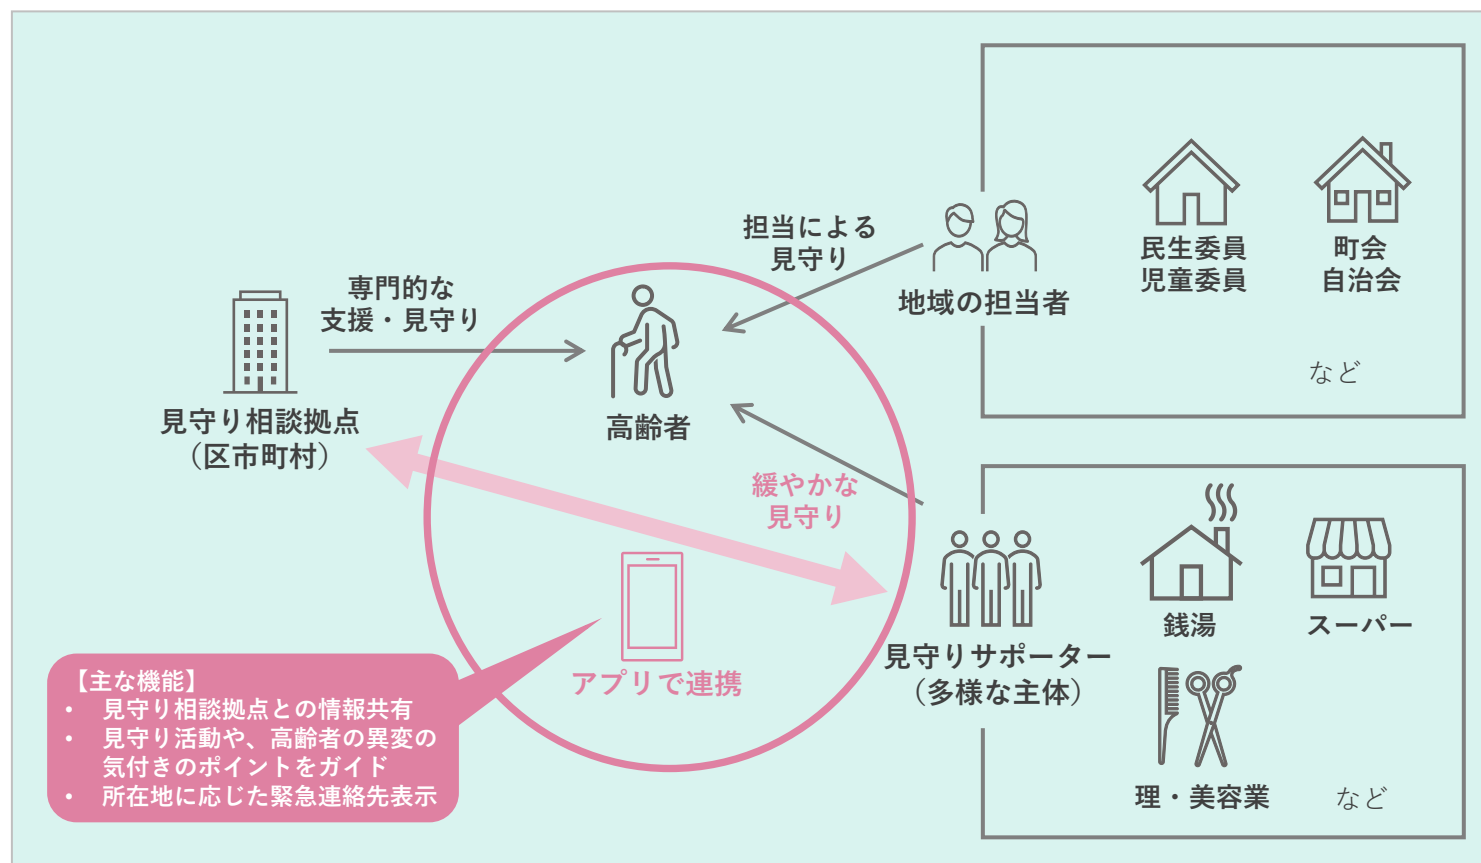 専門的な
支援・見守り
見守り相談拠点
（区市町村）
高齢者
担当による
見守り
地域の担当者
民生委員
児童委員
町会
自治会
など
緩やかな
見守り
アプリで連携
見守りサポーター
（多様な主体）
銭湯
スーパー
理・美容業
など
【主な機能】
• 見守り相談拠点との情報共有
• 見守り活動や、高齢者の異変の
気付きのポイントをガイド
• 所在地に応じた緊急連絡先表示